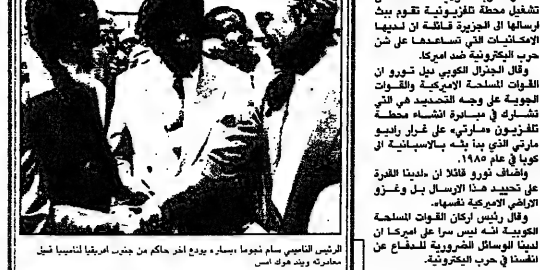 تشغيل محطة تلفزيونية تقوم ببث
ارسالها الى الجزيرة قائلة ان لديها
الامكانيات التي تساعدها على شن
حرب اليكترونية ضد اميركا.
وقال الجنرال الكوبي ديل تورو ان
القوات المسلحة الاميركية والقوات
الجوية على وجه التحديد هي التي
تشارك في مبادرة انشاء محطة
تلفزيون «مارتي» على غرار راديو
مارتي الذي بدأ بثه بالاسبانية الى
كوبا في عام ١٩٨٥.
واضاف تورو قائلا ان «لدينا القدرة
على تحييد هذا الارسال بل وغزو
الاراضي الاميركية نفسها».
وقال رئيس اركان القوات المسلحة
الكوبية انه ليس سرا على اميركا ان
لدينا الوسائل الضرورية للدفاع عن
انفسنا في حرب اليكترونية.
الرئيس الناميبي سام نجوما «يسار» يودع اخر حاكم من جنوب افريقيا لناميبيا قبيل
مغادرته ويند هوك امس